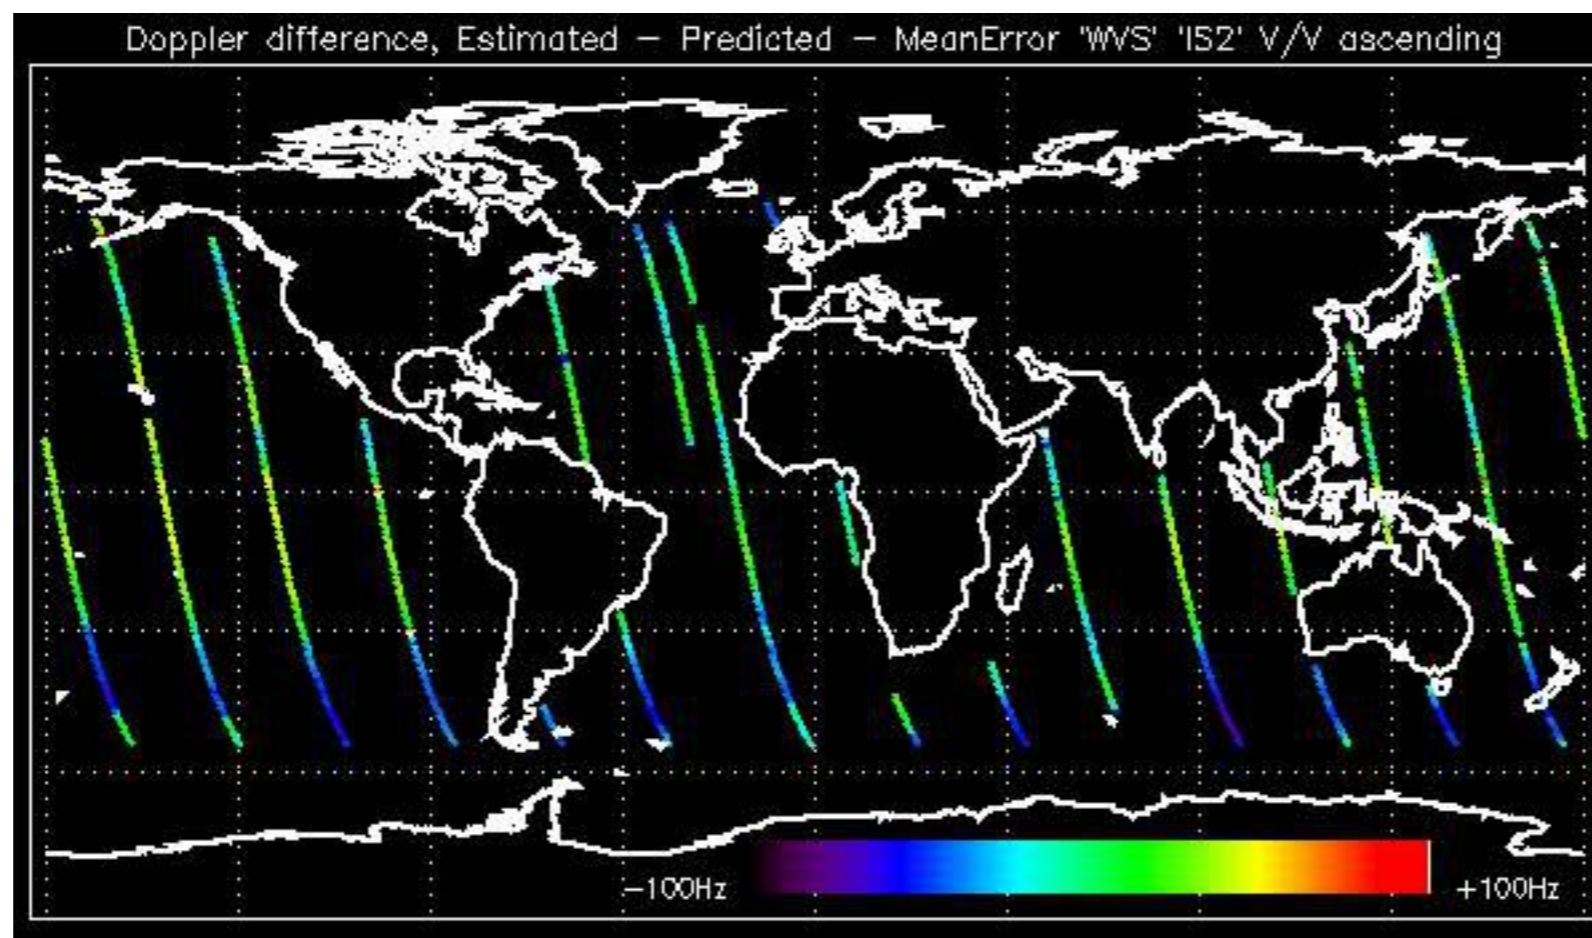 Doppler difference, Estimated – Predicted – MeanError 'WVS' 'IS2' V/V ascending
–100Hz
+100Hz